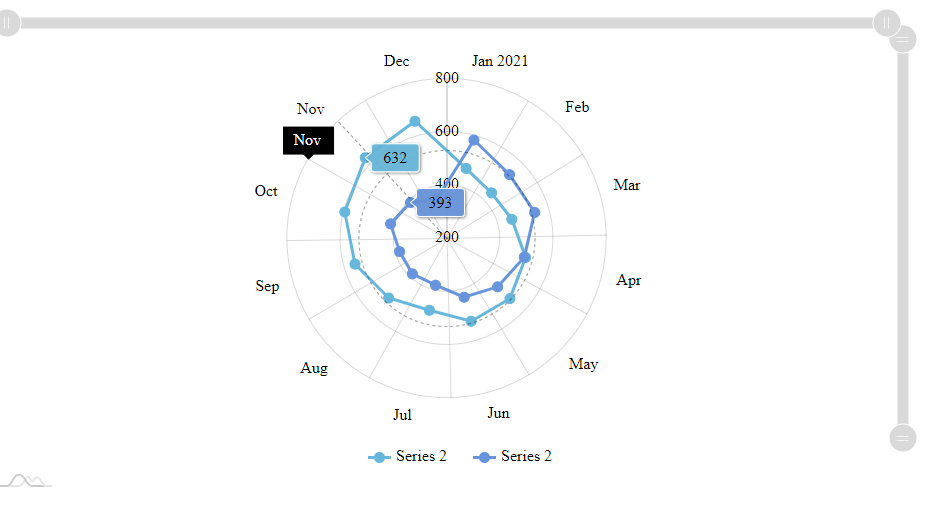 Dec
Jan 2021
800
Nov
Feb
600
Nov
632
400
Mar
Oct
393
200
Sep
Apr
Aug
May
Jul
Jun
Series 2
Series 2